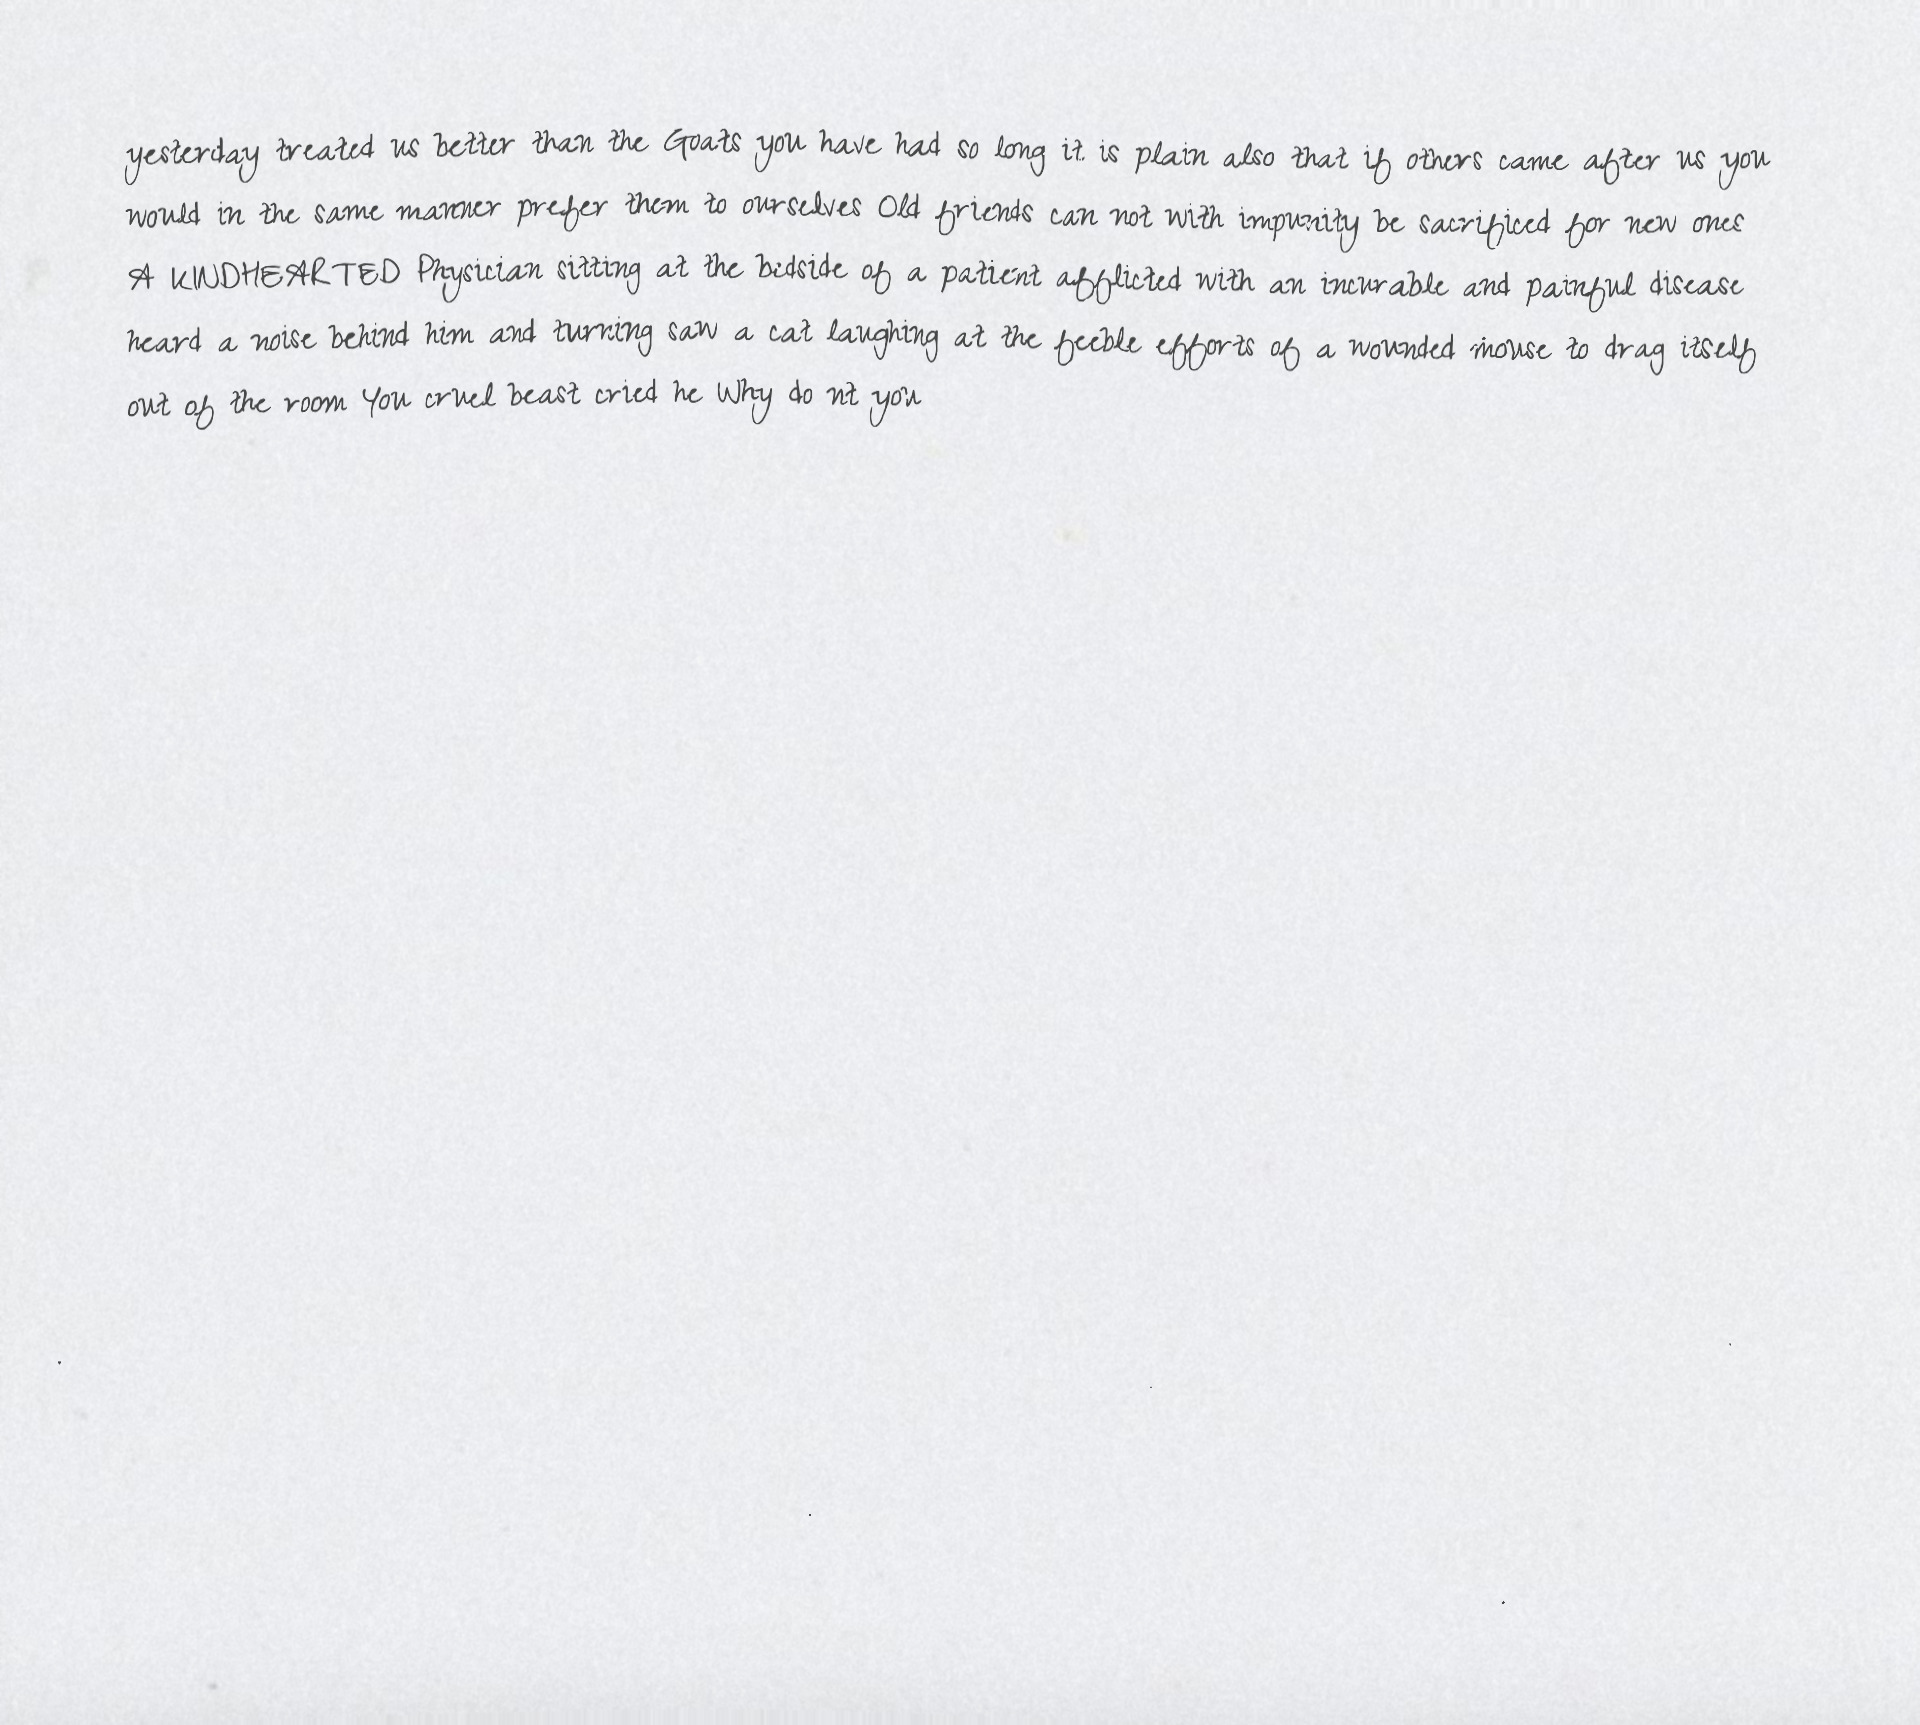 yesterday treated us better than the Goats you have had so long it is plain also that if others came after us you
would in the same manner prefer them to ourselves Old friends can not with impunity be sacrificed for new ones
A KINDHEARTED Physician sitting at the bedside of a patient afflicted with an incurable and painful disease
heard a noise behind him and turning saw a cat laughing at the feeble efforts of a wounded mouse to drag itself
out of the room You cruel beast cried he Why do nt you